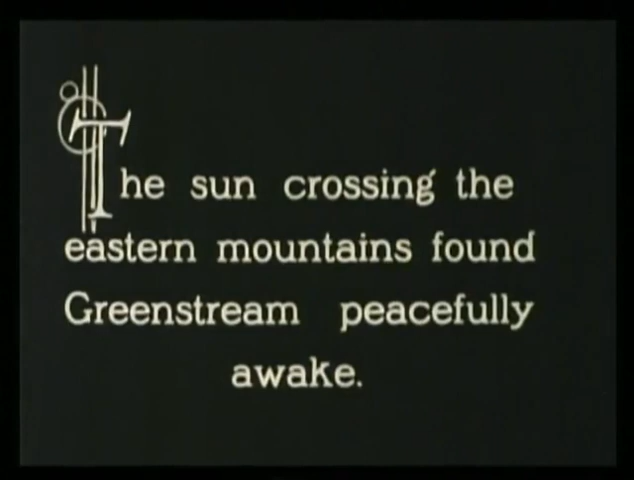 The sun crossing the
eastern mountains found
Greenstream peacefully
awake.